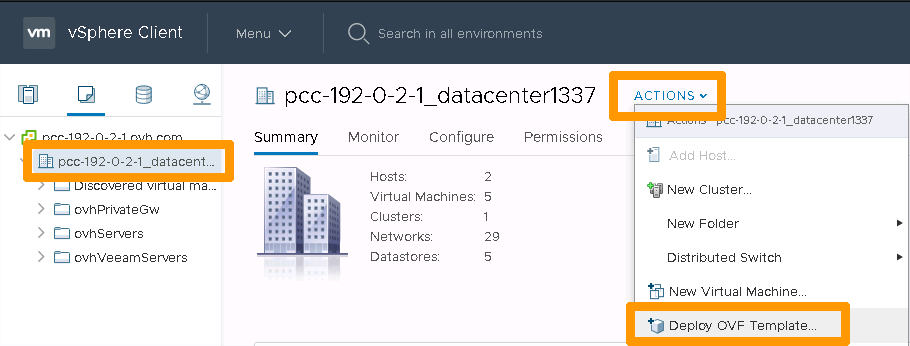 vm vSphere Client Menu Search in all environments
pcc-192-0-2-1_datacenter1337 ACTIONS
Actions - pcc-192-0-2-1_datacenter1337
pcc-192-0-2-1.ovh.com
Summary Monitor Configure Permissions
Add Host...
pcc-192-0-2-1_datacent...
Discovered virtual ma...
Hosts: 2
New Cluster...
Virtual Machines: 5
ovhPrivateGw
Clusters: 1
New Folder
ovhServers
Networks: 29
ovhVeeamServers
Datastores: 5
Distributed Switch
New Virtual Machine...
Deploy OVF Template...